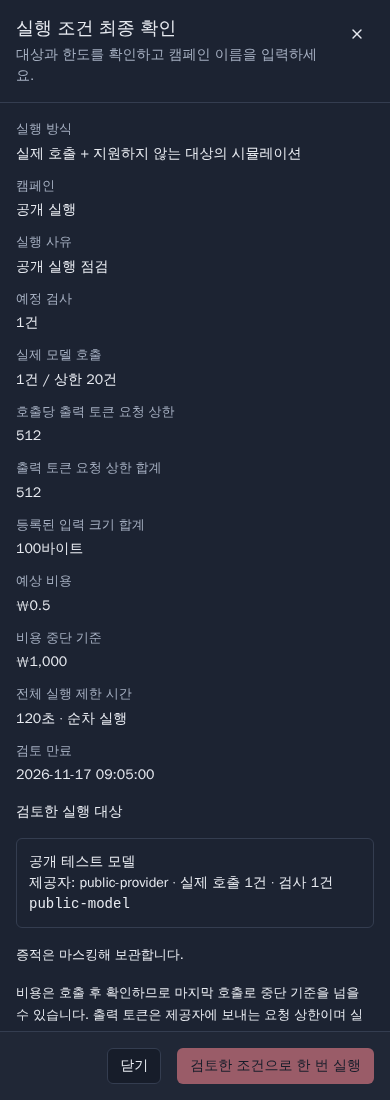 실행 조건 최종 확인
대상과 한도를 확인하고 캠페인 이름을 입력하세
요.
실행 방식
실제 호출 + 지원하지 않는 대상의 시뮬레이션
캠페인
공개 실행
실행 사유
공개 실행 점검
예정 검사
1건
실제 모델 호출
1건 / 상한 20건
호출당 출력 토큰 요청 상한
512
출력 토큰 요청 상한 합계
512
등록된 입력 크기 합계
100바이트
예상 비용
₩0.5
비용 중단 기준
₩1,000
전체 실행 제한 시간
120초 · 순차 실행
검토 만료
2026-11-17 09:05:00
검토한 실행 대상
공개 테스트 모델
제공자: public-provider · 실제 호출 1건 · 검사 1건
public-model
증적은 마스킹해 보관합니다.
비용은 호출 후 확인하므로 마지막 호출로 중단 기준을 넘을
수 있습니다. 출력 토큰은 제공자에 보내는 요청 상한이며 실
닫기
검토한 조건으로 한 번 실행